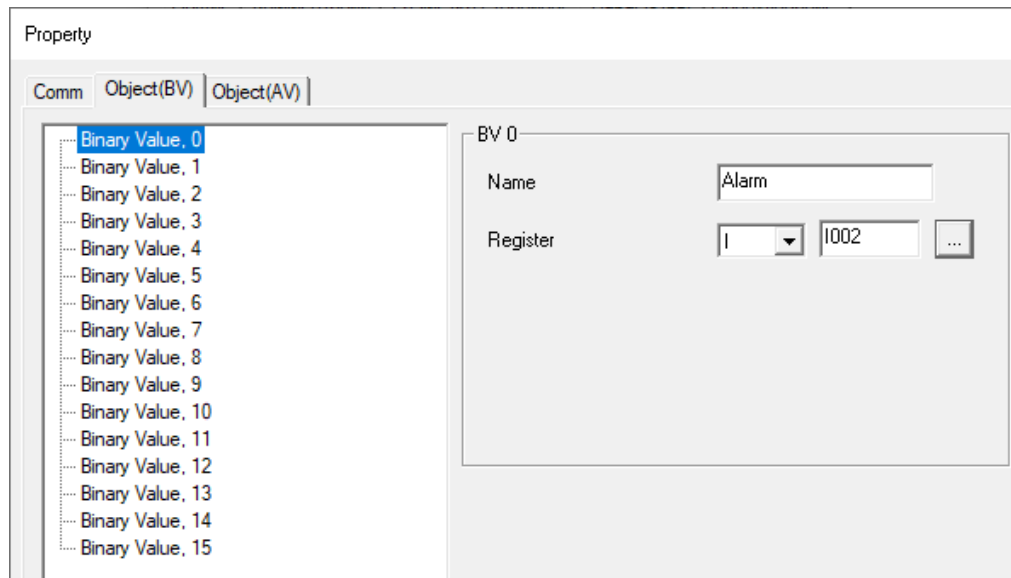 Property
Comm Object(BV) Object(AV)
Binary Value, 0
Binary Value, 1
Binary Value, 2
Binary Value, 3
Binary Value, 4
Binary Value, 5
Binary Value, 6
Binary Value, 7
Binary Value, 8
Binary Value, 9
Binary Value, 10
Binary Value, 11
Binary Value, 12
Binary Value, 13
Binary Value, 14
Binary Value, 15
BV 0
Name Alarm
Register I I002 ...